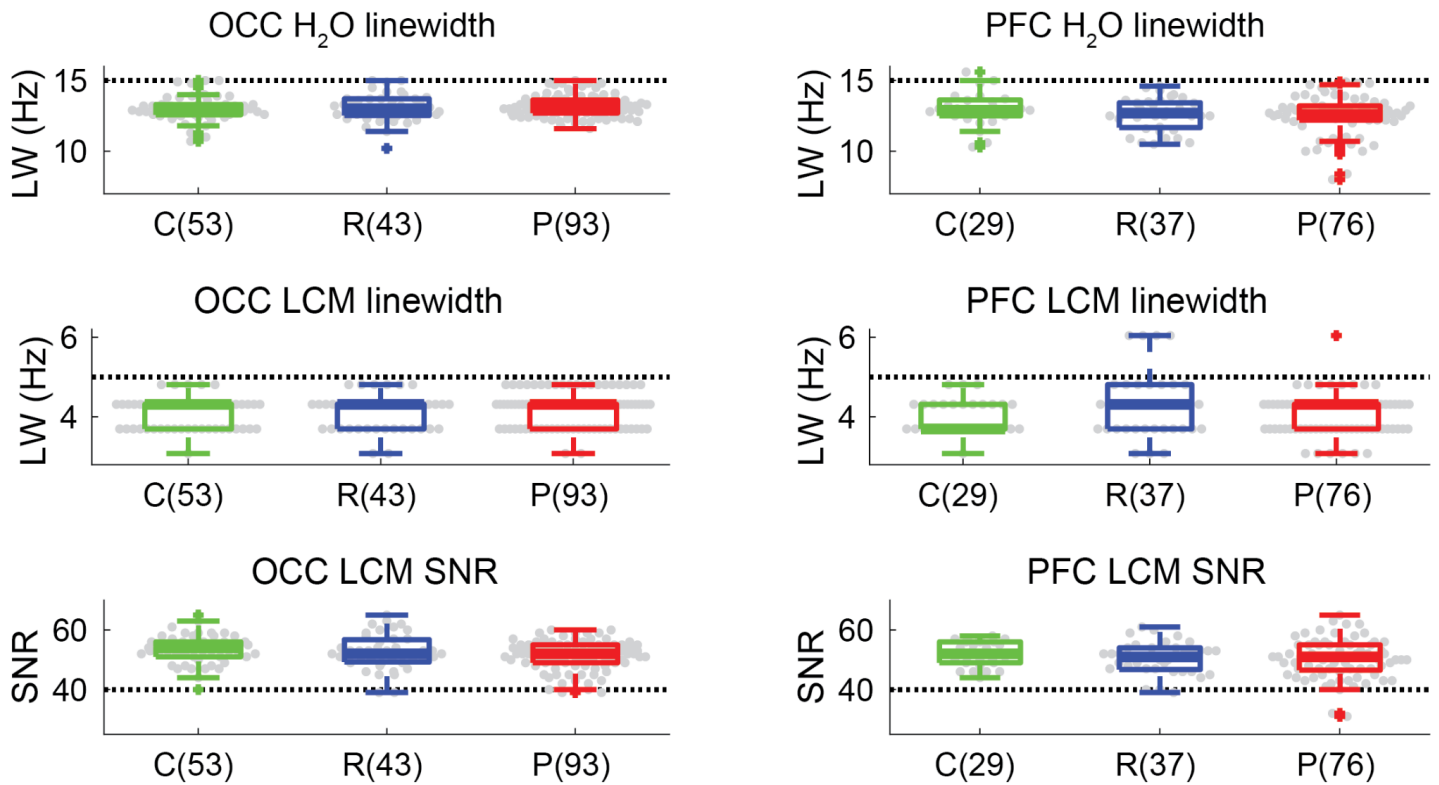 OCC H₂O linewidth
LW (Hz)
15
10
C(53) R(43) P(93)
PFC H₂O linewidth
LW (Hz)
15
10
C(29) R(37) P(76)
OCC LCM linewidth
LW (Hz)
6
4
C(53) R(43) P(93)
PFC LCM linewidth
LW (Hz)
6
4
C(29) R(37) P(76)
OCC LCM SNR
SNR
60
40
C(53) R(43) P(93)
PFC LCM SNR
SNR
60
40
C(29) R(37) P(76)